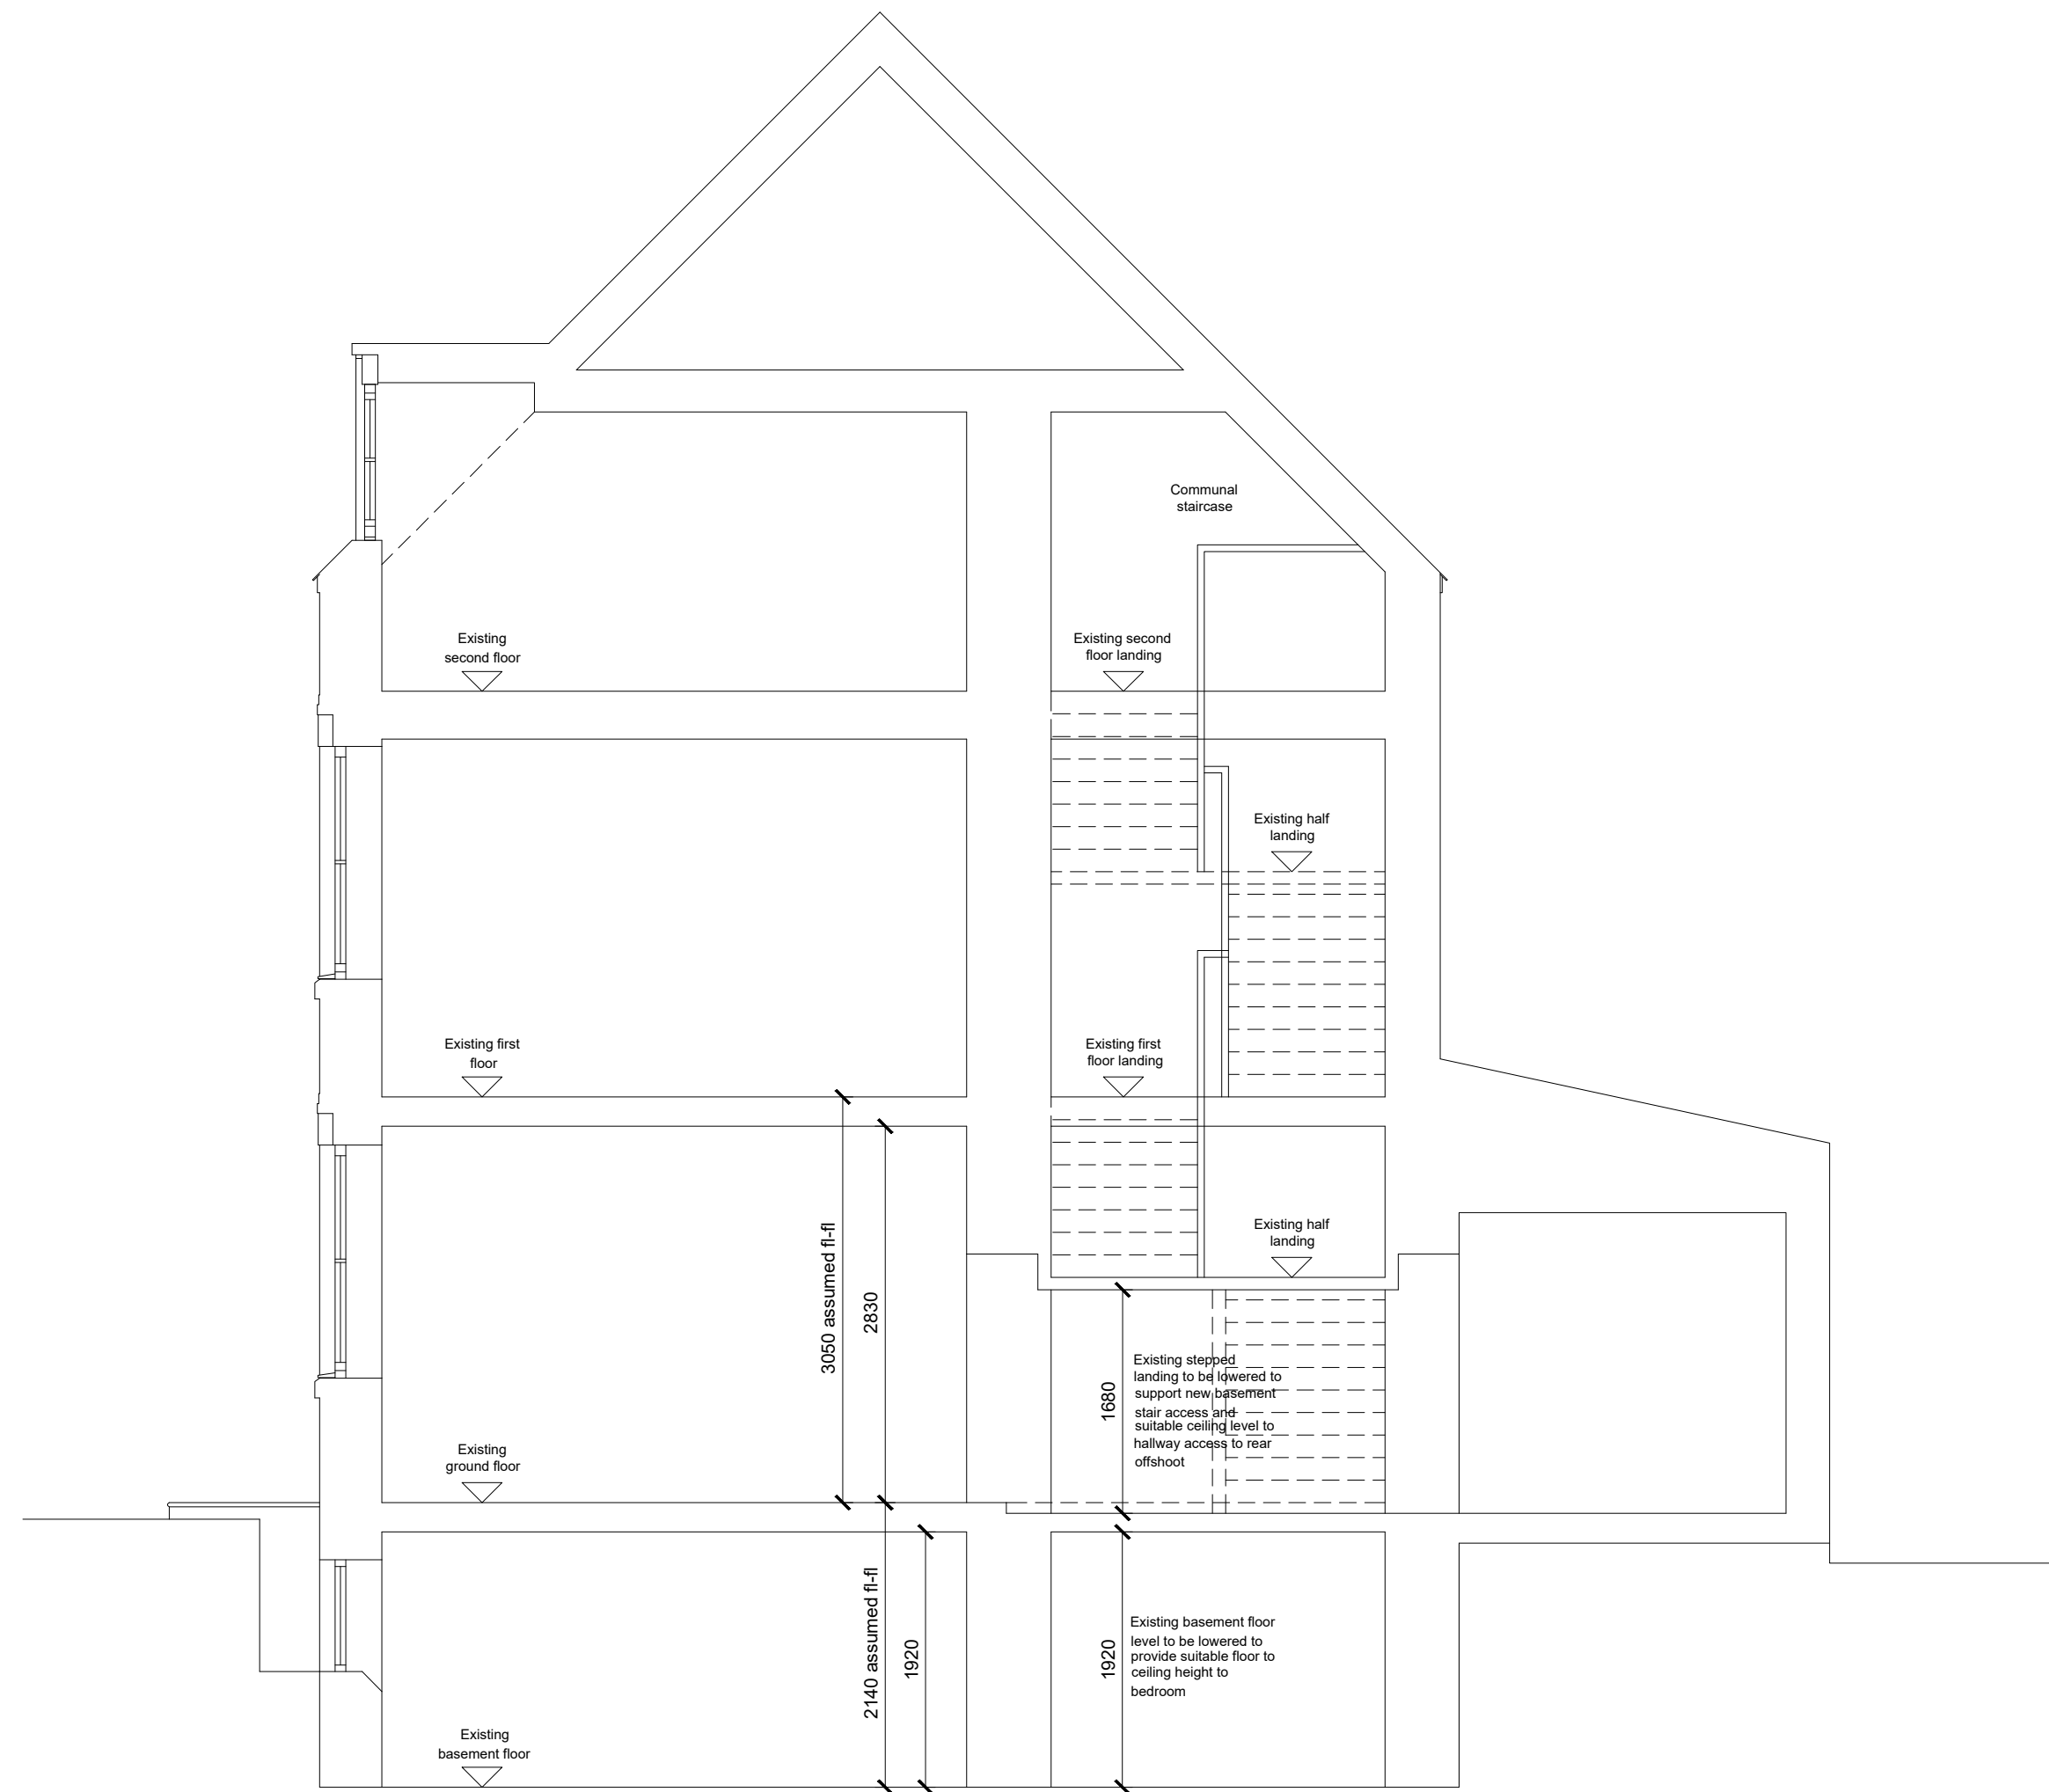 Communal
staircase
Existing
second floor
Existing second
floor landing
Existing half
landing
Existing first
floor
Existing first
floor landing
3050 assumed fl-fl
2830
Existing half
landing
1680
Existing stepped
landing to be lowered to
support new basement
stair access and
suitable ceiling level to
hallway access to rear
offshoot
Existing
ground floor
2140 assumed fl-fl
1920
1920
Existing basement floor
level to be lowered to
provide suitable floor to
ceiling height to
bedroom
Existing
basement floor